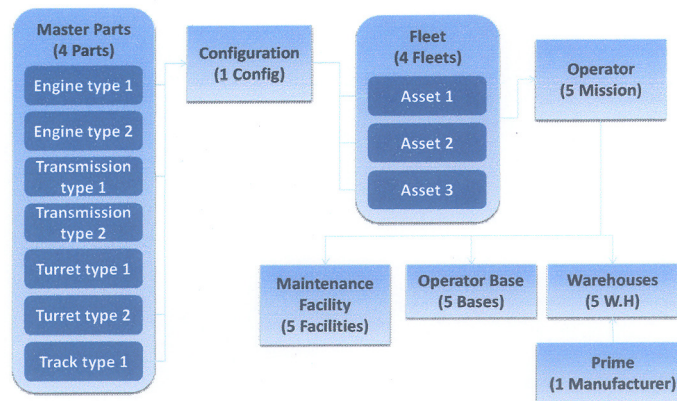 Master Parts
(4 Parts)
Engine type 1
Engine type 2
Transmission
type 1
Transmission
type 2
Turret type 1
Turret type 2
Track type 1
Configuration
(1 Config)
Fleet
(4 Fleets)
Asset 1
Asset 2
Asset 3
Operator
(5 Mission)
Maintenance
Facility
(5 Facilities)
Operator Base
(5 Bases)
Warehouses
(5 W.H)
Prime
(1 Manufacturer)